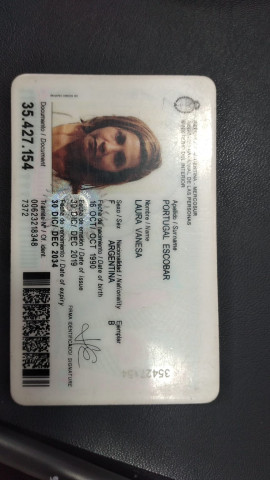 REPÚBLICA ARGENTINA - MERCOSUR
REGISTRO NACIONAL DE LAS PERSONAS
MINISTERIO DEL INTERIOR
Apellido / Surname
PORTUGAL ESCOBAR
Nombre / Name
LAURA VANESA
Sexo / Sex Nacionalidad / Nationality Ejemplar
F ARGENTINA B
Fecha de nacimiento / Date of birth
16 OCT/ OCT 1990
Fecha de emisión / Date of issue
30 DIC/ DEC 2019
Fecha de vencimiento / Date of expiry
30 DIC/ DEC 2034
FIRMA IDENTIFICADO / SIGNATURE
Documento / Document
35.427.154
Trámite Nº / Of. ident.
00623218348
7372
35427154